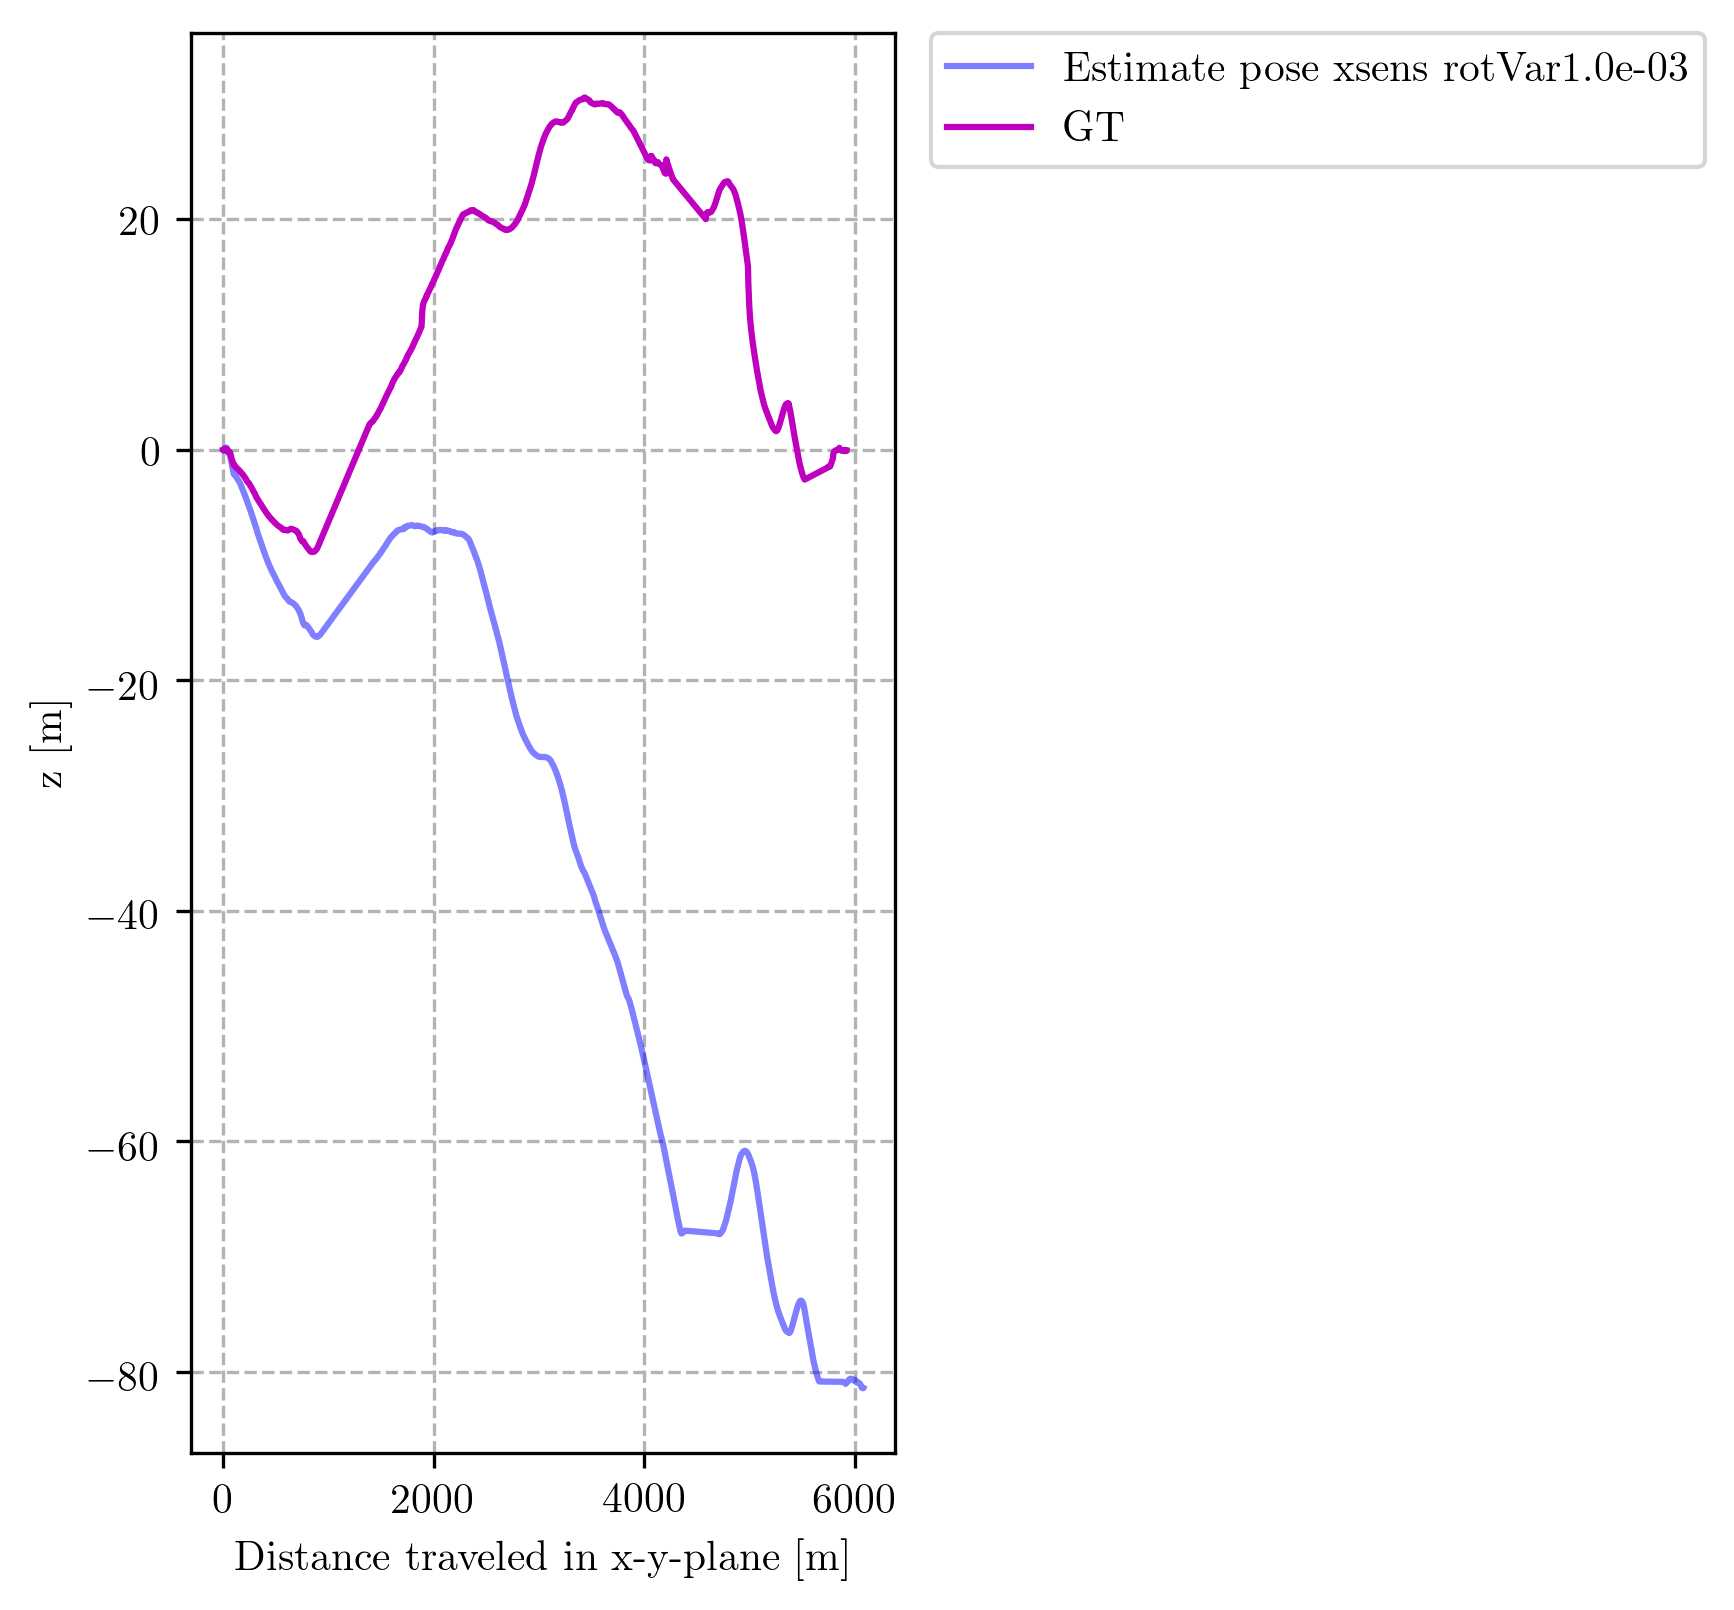 Estimate pose xsens rotVar1.0e-03
GT
20
0
−20
−40
−60
−80
z [m]
0 2000 4000 6000
Distance traveled in x-y-plane [m]